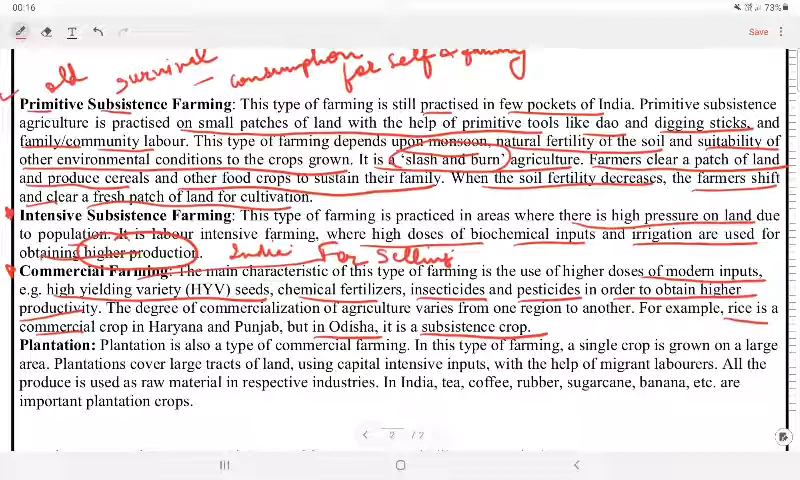 00:16
73%
T
Save
old survival – consumption for self & family
Primitive Subsistence Farming: This type of farming is still practised in few pockets of India. Primitive subsistence
agriculture is practised on small patches of land with the help of primitive tools like dao and digging sticks, and
family/community labour. This type of farming depends upon monsoon, natural fertility of the soil and suitability of
other environmental conditions to the crops grown. It is a ‘slash and burn’ agriculture. Farmers clear a patch of land
and produce cereals and other food crops to sustain their family. When the soil fertility decreases, the farmers shift
and clear a fresh patch of land for cultivation.
Intensive Subsistence Farming: This type of farming is practiced in areas where there is high pressure on land due
to population. It is labour intensive farming, where high doses of biochemical inputs and irrigation are used for
obtaining higher production. India For Selling
Commercial Farming: The main characteristic of this type of farming is the use of higher doses of modern inputs,
e.g. high yielding variety (HYV) seeds, chemical fertilizers, insecticides and pesticides in order to obtain higher
productivity. The degree of commercialization of agriculture varies from one region to another. For example, rice is a
commercial crop in Haryana and Punjab, but in Odisha, it is a subsistence crop.
Plantation: Plantation is also a type of commercial farming. In this type of farming, a single crop is grown on a large
area. Plantations cover large tracts of land, using capital intensive inputs, with the help of migrant labourers. All the
produce is used as raw material in respective industries. In India, tea, coffee, rubber, sugarcane, banana, etc. are
important plantation crops.
2 / 2